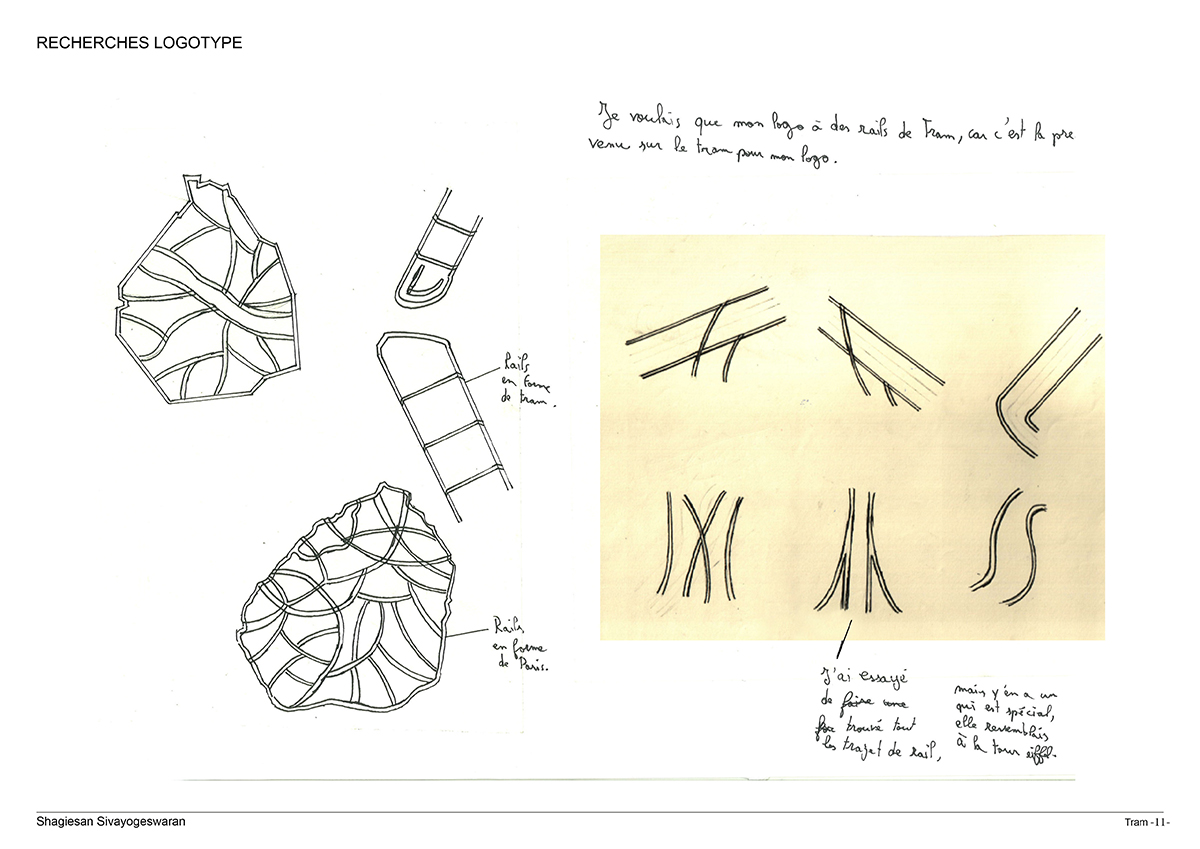 RECHERCHES LOGOTYPE
Je voulais que mon logo à des rails de Tram, car c'est la pre
venu sur le tram pour mon logo.
Rails
en forme
de tram.
Rails
en forme
de Paris.
J'ai essayé
de faire une
trouvé tout
les trajet de rail,
mais y'en a un
qui est spécial,
elle ressemblais
à la tour eiffel.
Shagiesan Sivayogeswaran
Tram -11-